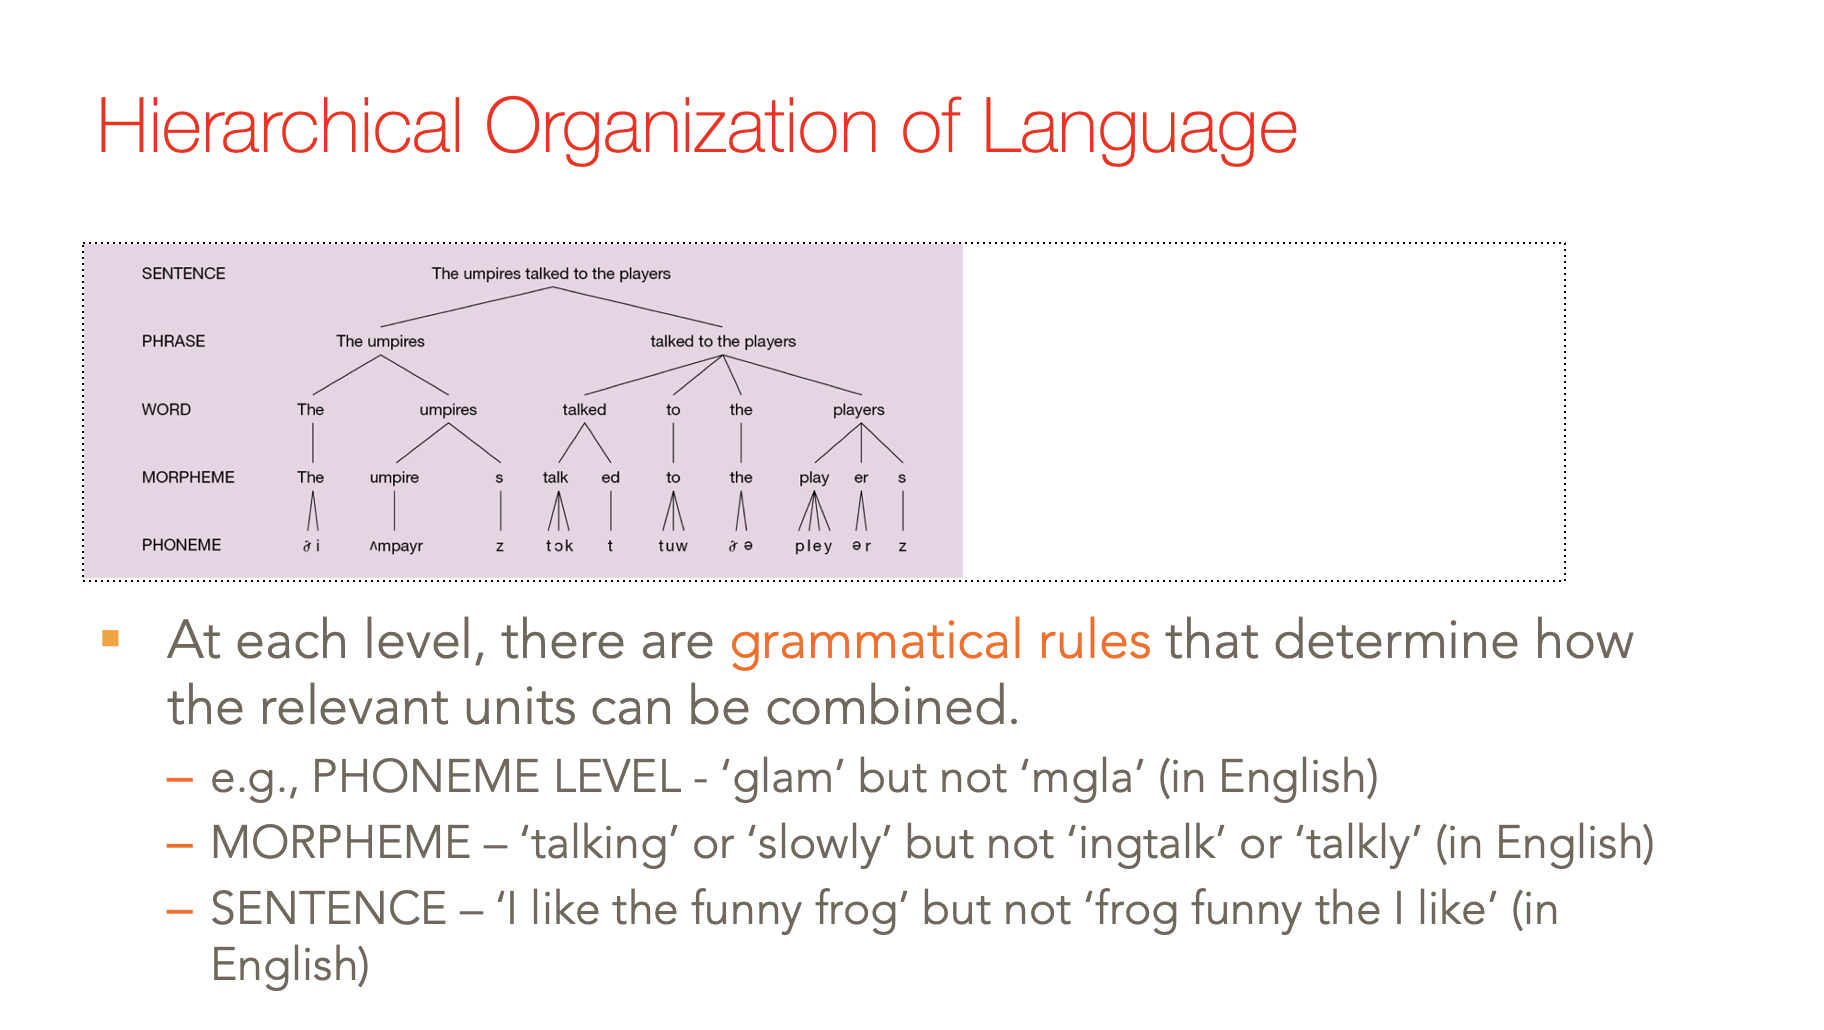 Hierarchical Organization of Language
SENTENCE The umpires talked to the players
PHRASE The umpires talked to the players
WORD The umpires talked to the players
MORPHEME The umpire s talk ed to the play er s
PHONEME ð i ʌmpayr z t ɔ k t t u w ð ə p l e y ə r z
▪ At each level, there are grammatical rules that determine how
the relevant units can be combined.
– e.g., PHONEME LEVEL - ‘glam’ but not ‘mgla’ (in English)
– MORPHEME – ‘talking’ or ‘slowly’ but not ‘ingtalk’ or ‘talkly’ (in English)
– SENTENCE – ‘I like the funny frog’ but not ‘frog funny the I like’ (in
English)